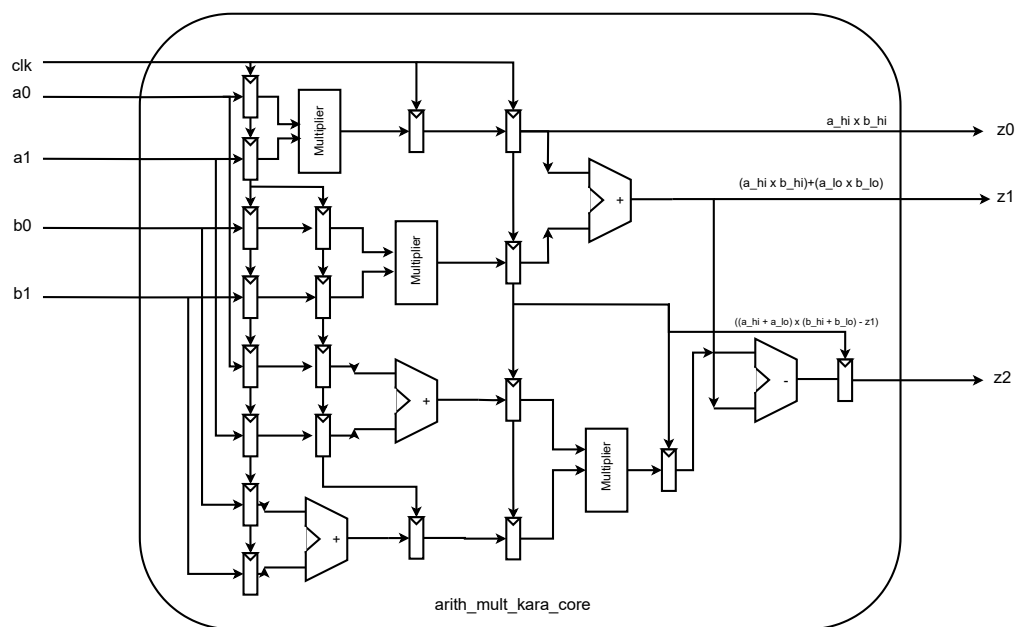 clk
a0
a1
b0
b1
Multiplier
Multiplier
Multiplier
+
+
+
-
a_hi x b_hi
z0
(a_hi x b_hi)+(a_lo x b_lo)
z1
((a_hi + a_lo) x (b_hi + b_lo) - z1)
z2
arith_mult_kara_core